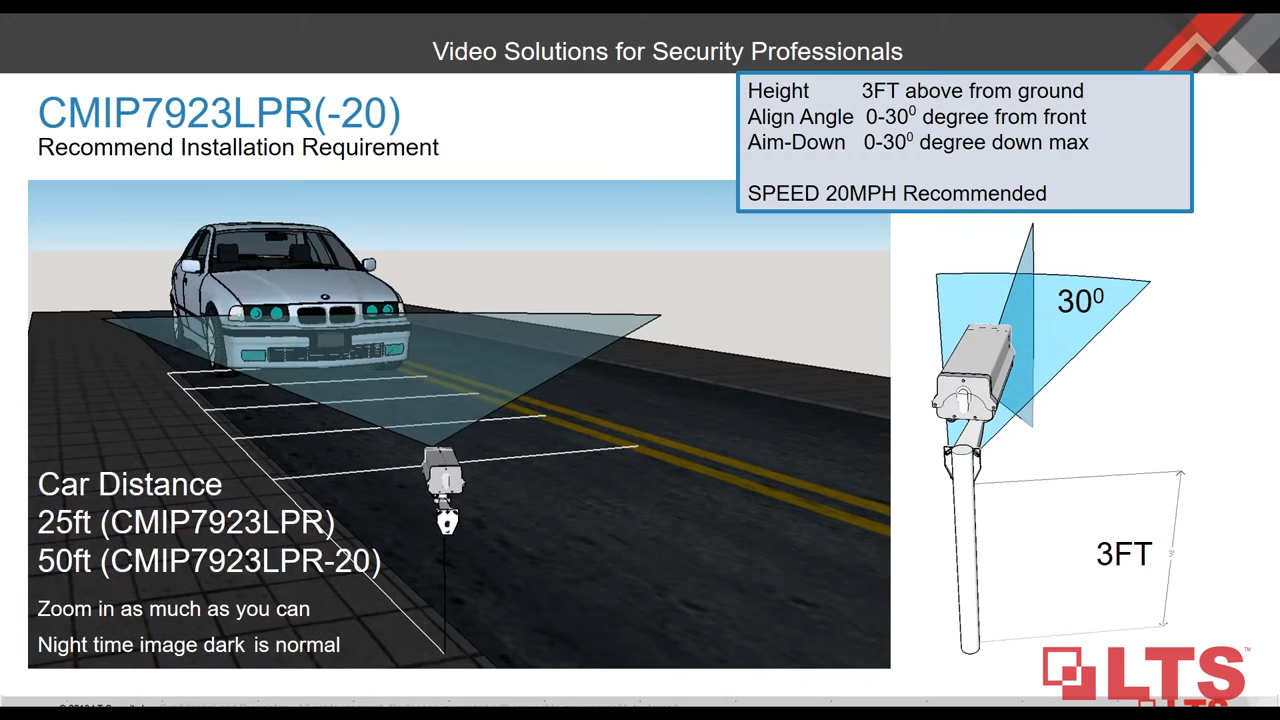 Video Solutions for Security Professionals
CMIP7923LPR(-20)
Recommend Installation Requirement
Height 3FT above from ground
Align Angle 0-30⁰ degree from front
Aim-Down 0-30⁰ degree down max
SPEED 20MPH Recommended
30⁰
Car Distance
25ft (CMIP7923LPR)
50ft (CMIP7923LPR-20)
Zoom in as much as you can
Night time image dark is normal
3FT
3'
LTS™